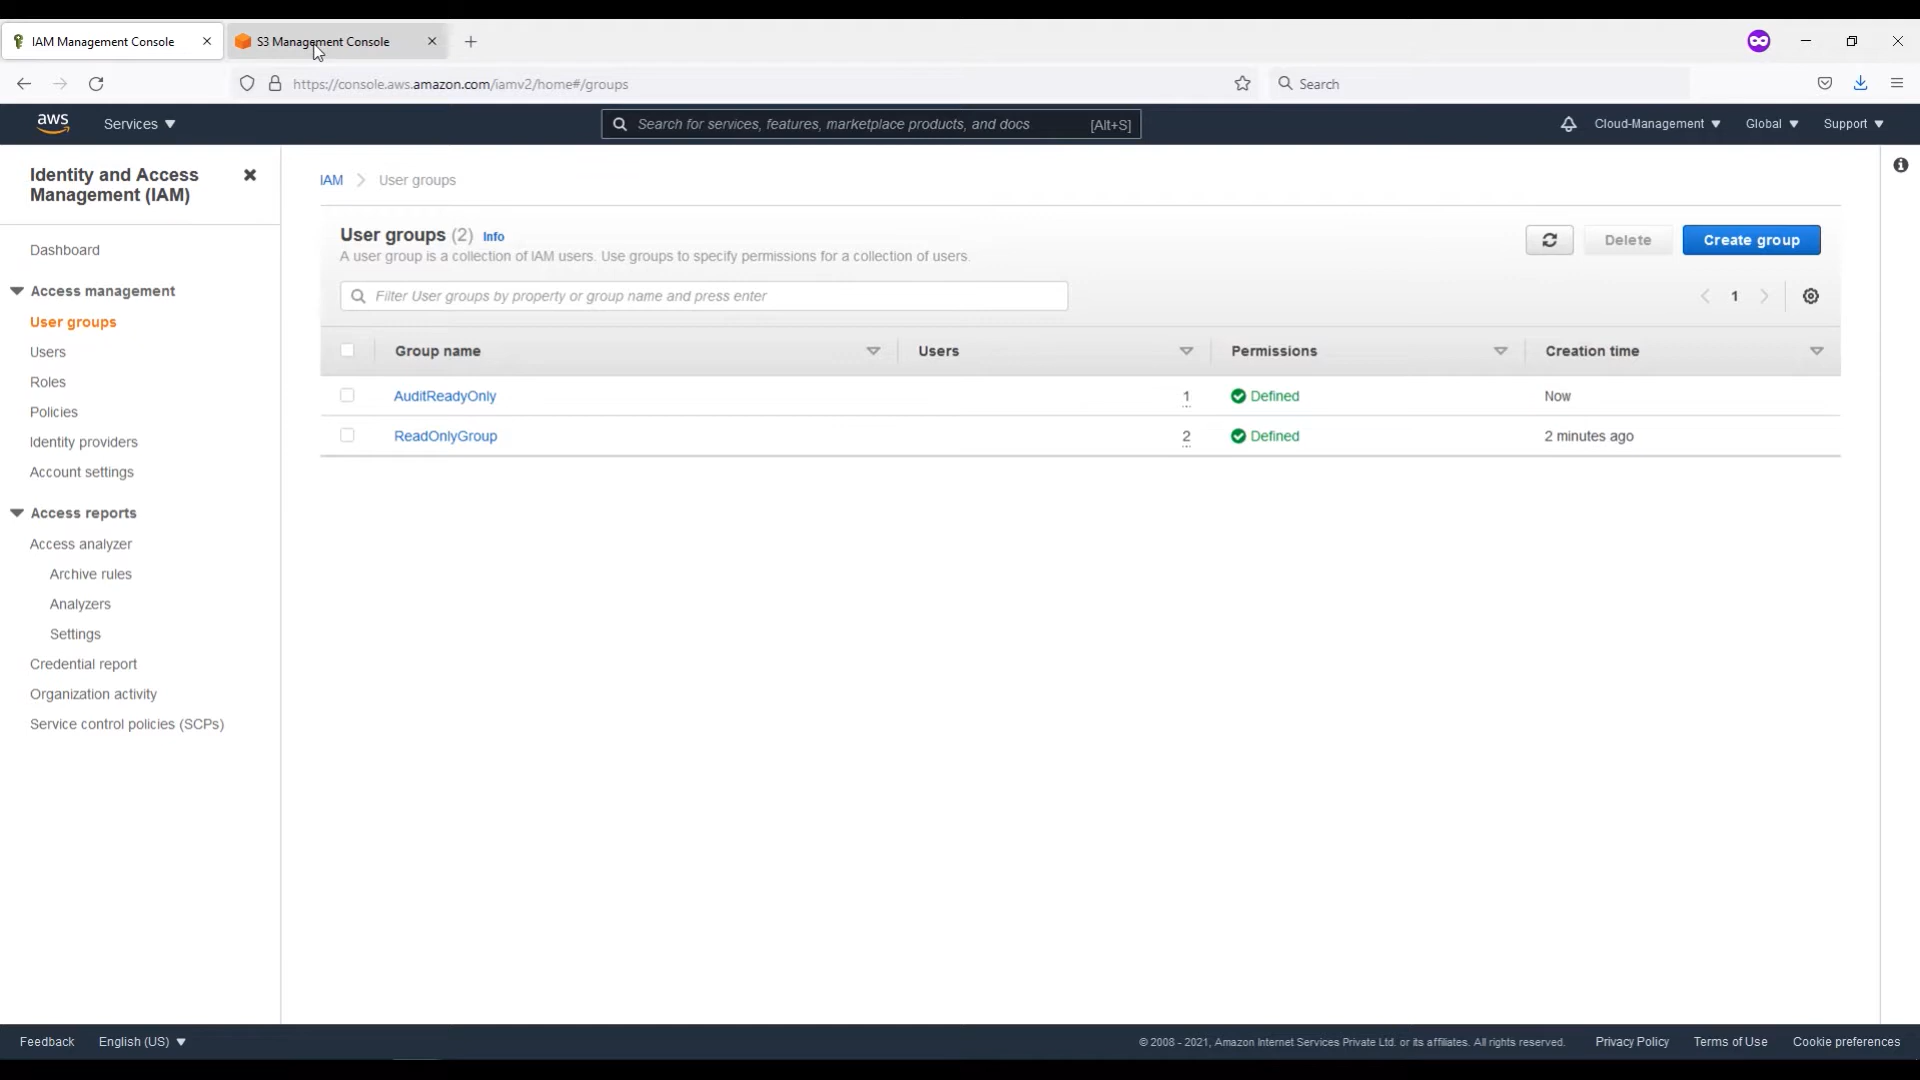 IAM Management Console
S3 Management Console
https://console.aws.amazon.com/iamv2/home#/groups
Search
aws
Services
Search for services, features, marketplace products, and docs
[Alt+S]
Cloud-Management
Global
Support
Identity and Access
Management (IAM)
Dashboard
Access management
User groups
Users
Roles
Policies
Identity providers
Account settings
Access reports
Access analyzer
Archive rules
Analyzers
Settings
Credential report
Organization activity
Service control policies (SCPs)
IAM
User groups
User groups (2) Info
A user group is a collection of IAM users. Use groups to specify permissions for a collection of users.
Delete
Create group
Filter User groups by property or group name and press enter
1
Group name Users Permissions Creation time
AuditReadyOnly 1 Defined Now
ReadOnlyGroup 2 Defined 2 minutes ago
Feedback English (US)
© 2008 - 2021, Amazon Internet Services Private Ltd. or its affiliates. All rights reserved. Privacy Policy Terms of Use Cookie preferences